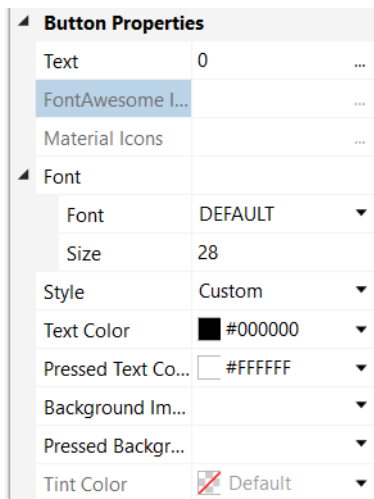 Button Properties
Text 0 ...
FontAwesome I... ...
Material Icons ...
Font
Font DEFAULT
Size 28
Style Custom
Text Color #000000
Pressed Text Co... #FFFFFF
Background Im...
Pressed Backgr...
Tint Color Default